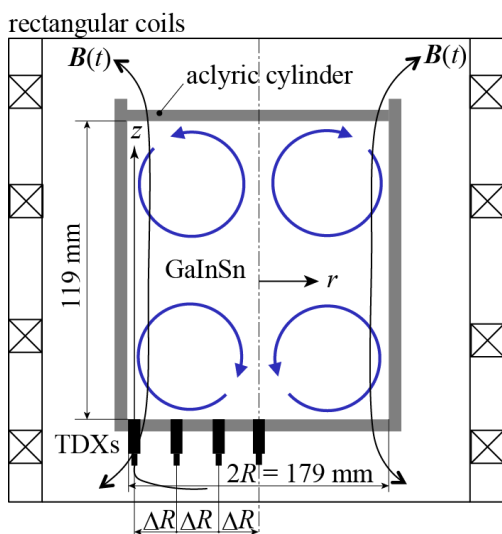 rectangular coils
B(t)
B(t)
aclyric cylinder
z
119 mm
GaInSn
r
TDXs
2R = 179 mm
ΔR ΔR ΔR